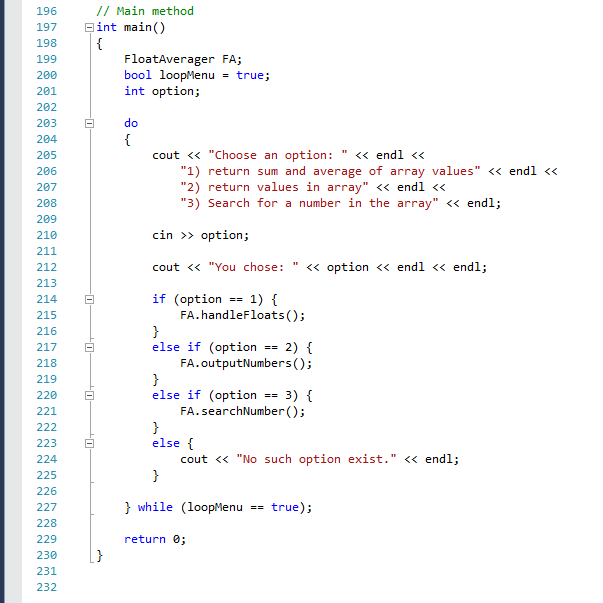 196 // Main method
197 int main()
198 {
199 FloatAverager FA;
200 bool loopMenu = true;
201 int option;
202
203 do
204 {
205 cout << "Choose an option: " << endl <<
206 "1) return sum and average of array values" << endl <<
207 "2) return values in array" << endl <<
208 "3) Search for a number in the array" << endl;
209
210 cin >> option;
211
212 cout << "You chose: " << option << endl << endl;
213
214 if (option == 1) {
215 FA.handleFloats();
216 }
217 else if (option == 2) {
218 FA.outputNumbers();
219 }
220 else if (option == 3) {
221 FA.searchNumber();
222 }
223 else {
224 cout << "No such option exist." << endl;
225 }
226
227 } while (loopMenu == true);
228
229 return 0;
230 }
231
232